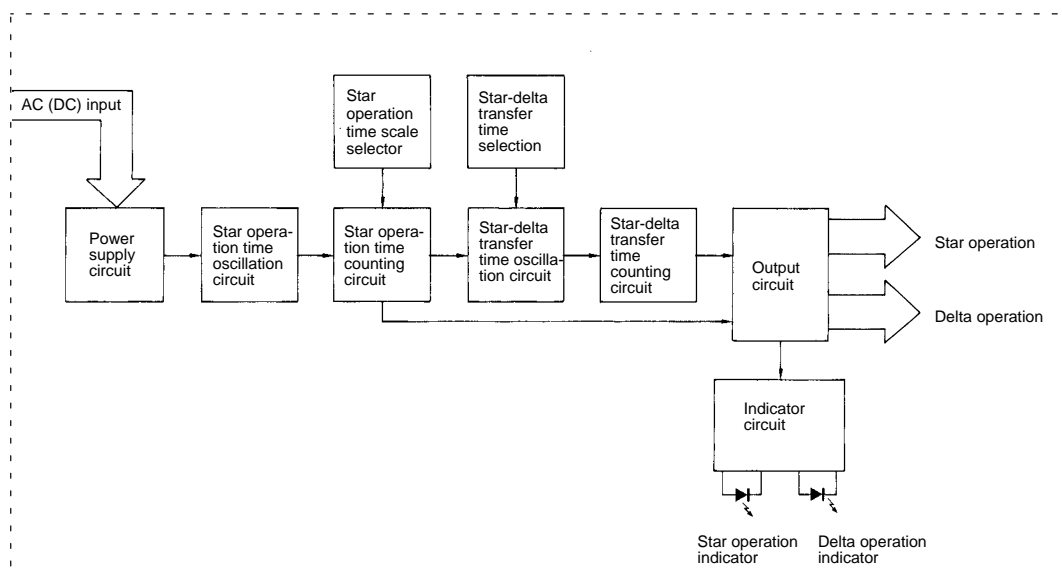 AC (DC) input
Star
operation
time scale
selector
Star-delta
transfer
time
selection
Power
supply
circuit
Star opera-
tion time
oscillation
circuit
Star opera-
tion time
counting
circuit
Star-delta
transfer
time oscilla-
tion circuit
Star-delta
transfer
time
counting
circuit
Output
circuit
Star operation
Delta operation
Indicator
circuit
Star operation
indicator
Delta operation
indicator